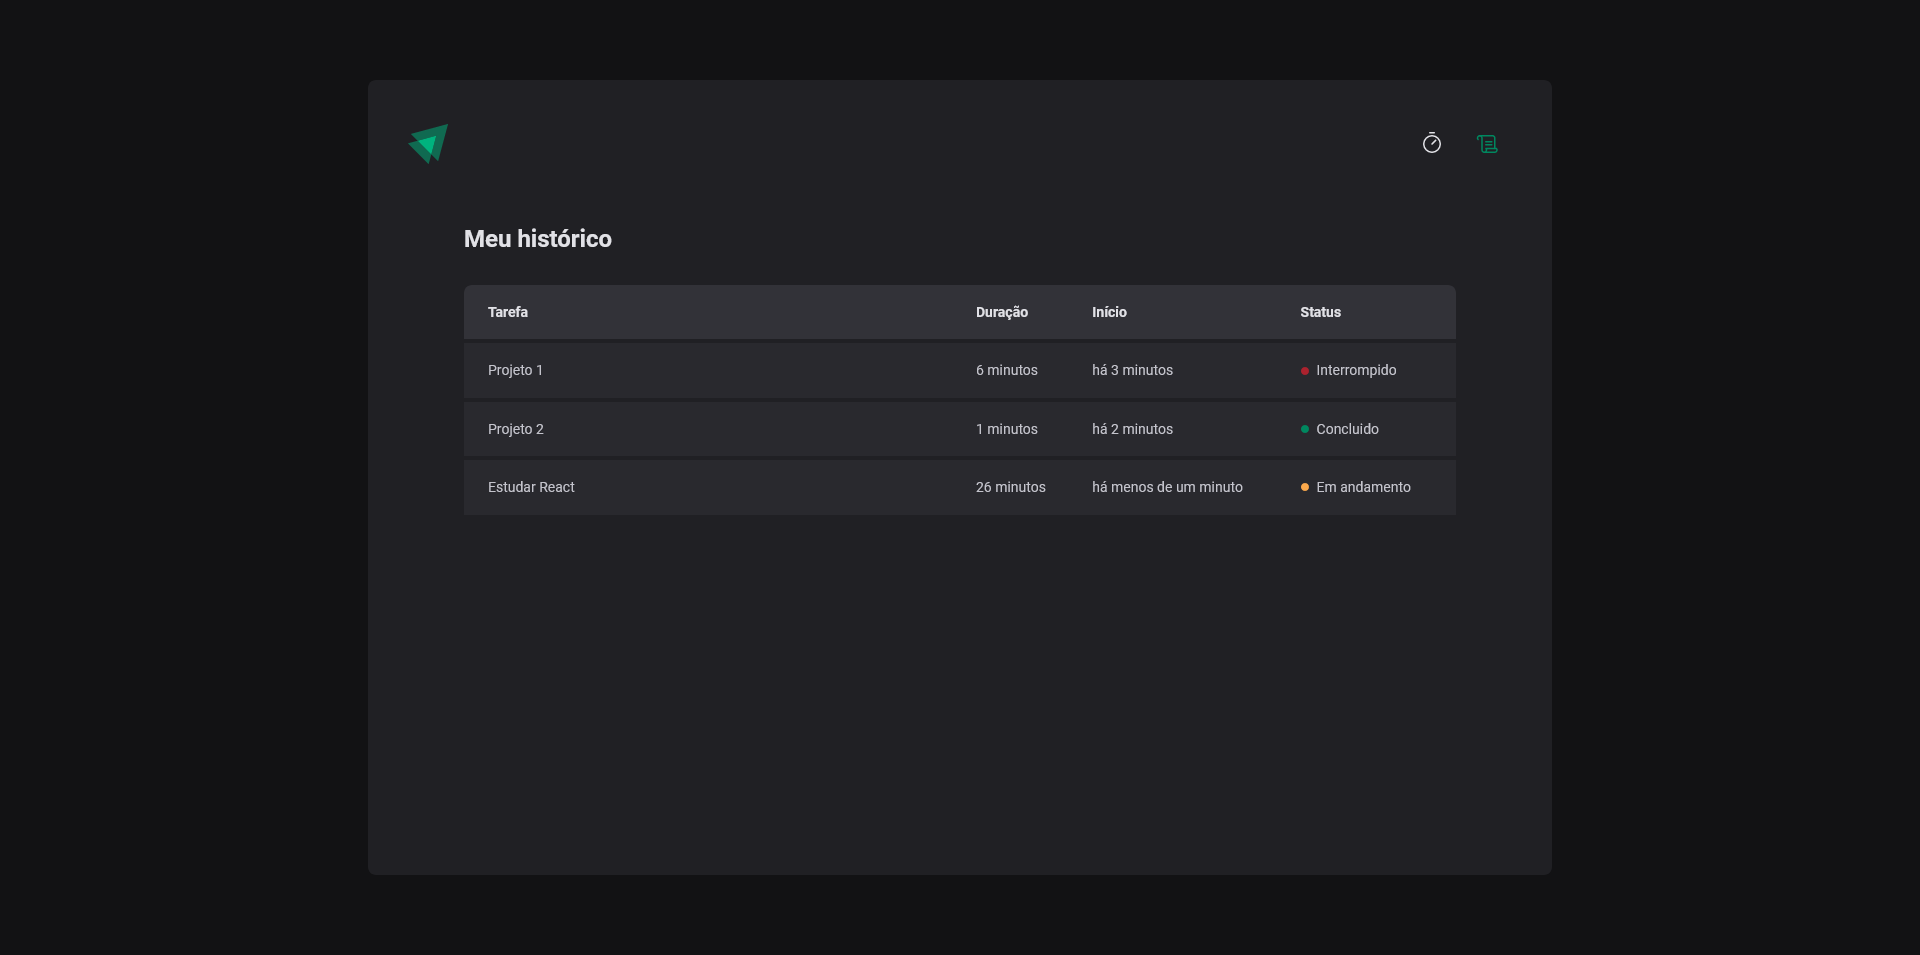 Meu histórico
Tarefa Duração Início Status
Projeto 1 6 minutos há 3 minutos Interrompido
Projeto 2 1 minutos há 2 minutos Concluido
Estudar React 26 minutos há menos de um minuto Em andamento